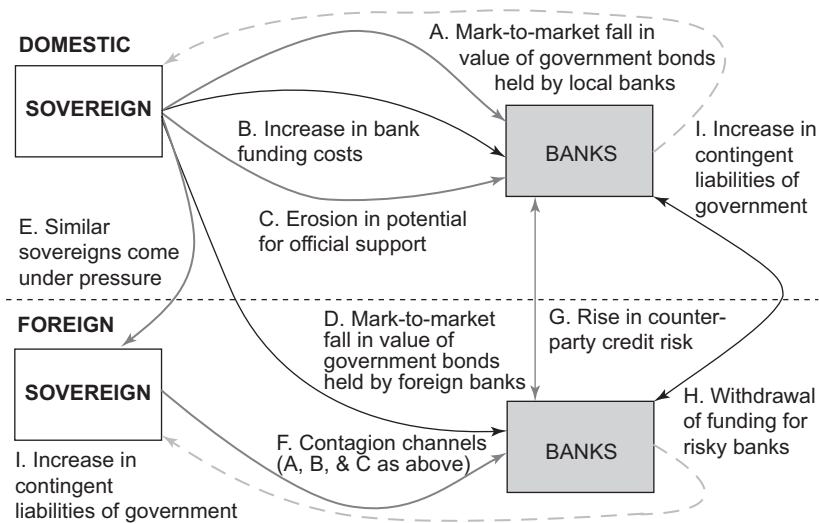 DOMESTIC
SOVEREIGN
A. Mark-to-market fall in
value of government bonds
held by local banks
B. Increase in bank
funding costs
BANKS
I. Increase in
contingent
liabilities of
government
C. Erosion in potential
for official support
E. Similar
sovereigns come
under pressure
FOREIGN
SOVEREIGN
D. Mark-to-market
fall in value of
government bonds
held by foreign banks
G. Rise in counter-
party credit risk
H. Withdrawal
of funding for
risky banks
F. Contagion channels
(A, B, & C as above)
BANKS
I. Increase in
contingent
liabilities of government